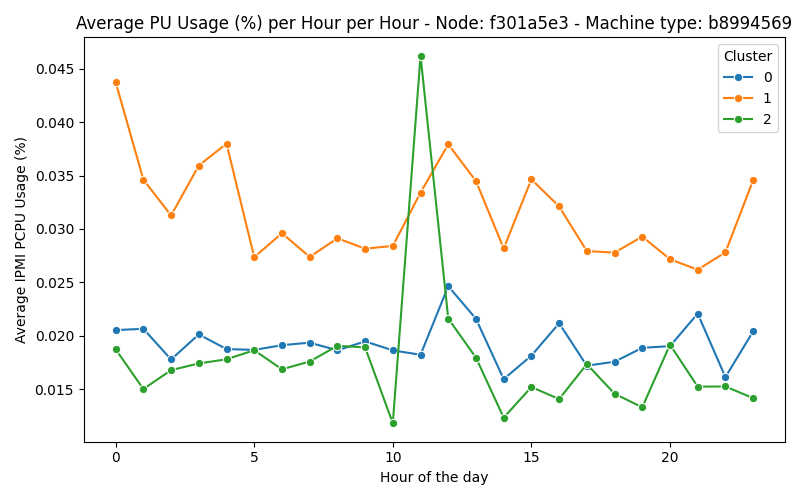 Average PU Usage (%) per Hour per Hour - Node: f301a5e3 - Machine type: b8994569
Cluster
0
1
2
0.045
0.040
0.035
0.030
0.025
0.020
0.015
Average IPMI PCPU Usage (%)
0 5 10 15 20
Hour of the day